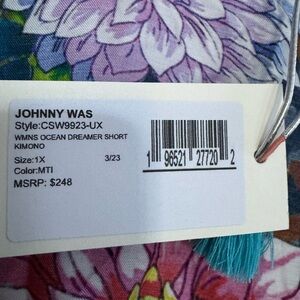 JOHNNY WAS
Style:CSW9923-UX
WMNS OCEAN DREAMER SHORT
KIMONO
Size:1X 3/23
Color:MTI
MSRP: $248
1 96521 27720 2